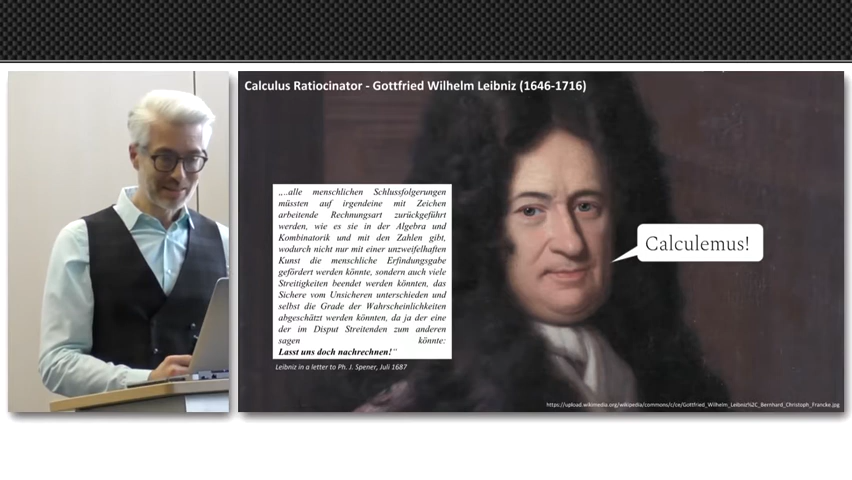 Calculus Ratiocinator - Gottfried Wilhelm Leibniz (1646-1716)
„...alle menschlichen Schlussfolgerungen
müssten auf irgendeine mit Zeichen
arbeitende Rechnungsart zurückgeführt
werden, wie es sie in der Algebra und
Kombinatorik und mit den Zahlen gibt,
wodurch nicht nur mit einer unzweifelhaften
Kunst die menschliche Erfindungsgabe
gefördert werden könnte, sondern auch viele
Streitigkeiten beendet werden könnten, das
Sichere vom Unsicheren unterschieden und
selbst die Grade der Wahrscheinlichkeiten
abgeschätzt werden könnten, da ja der eine
der im Disput Streitenden zum anderen
sagen könnte:
Lasst uns doch nachrechnen!“
Leibniz in a letter to Ph. J. Spener, Juli 1687
Calculemus!
https://upload.wikimedia.org/wikipedia/commons/c/ce/Gottfried_Wilhelm_Leibniz%2C_Bernhard_Christoph_Francke.jpg